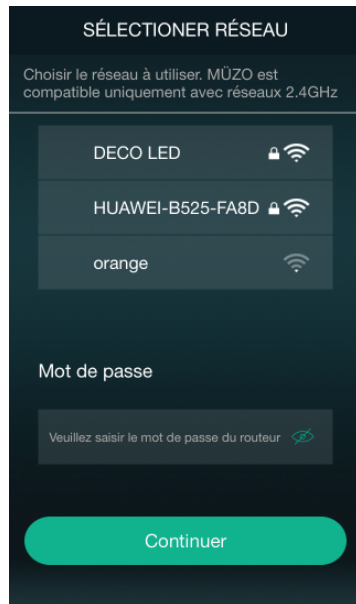 SÉLECTIONER RÉSEAU
Choisir le réseau à utiliser. MÜZO est
compatible uniquement avec réseaux 2.4GHz
DECO LED
HUAWEI-B525-FA8D
orange
Mot de passe
Veuillez saisir le mot de passe du routeur
Continuer